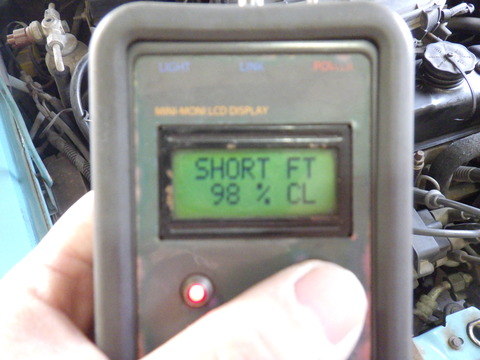 LIGHT LINK POWER
MINI-MONI LCD DISPLAY
SHORT FT
98 % CL